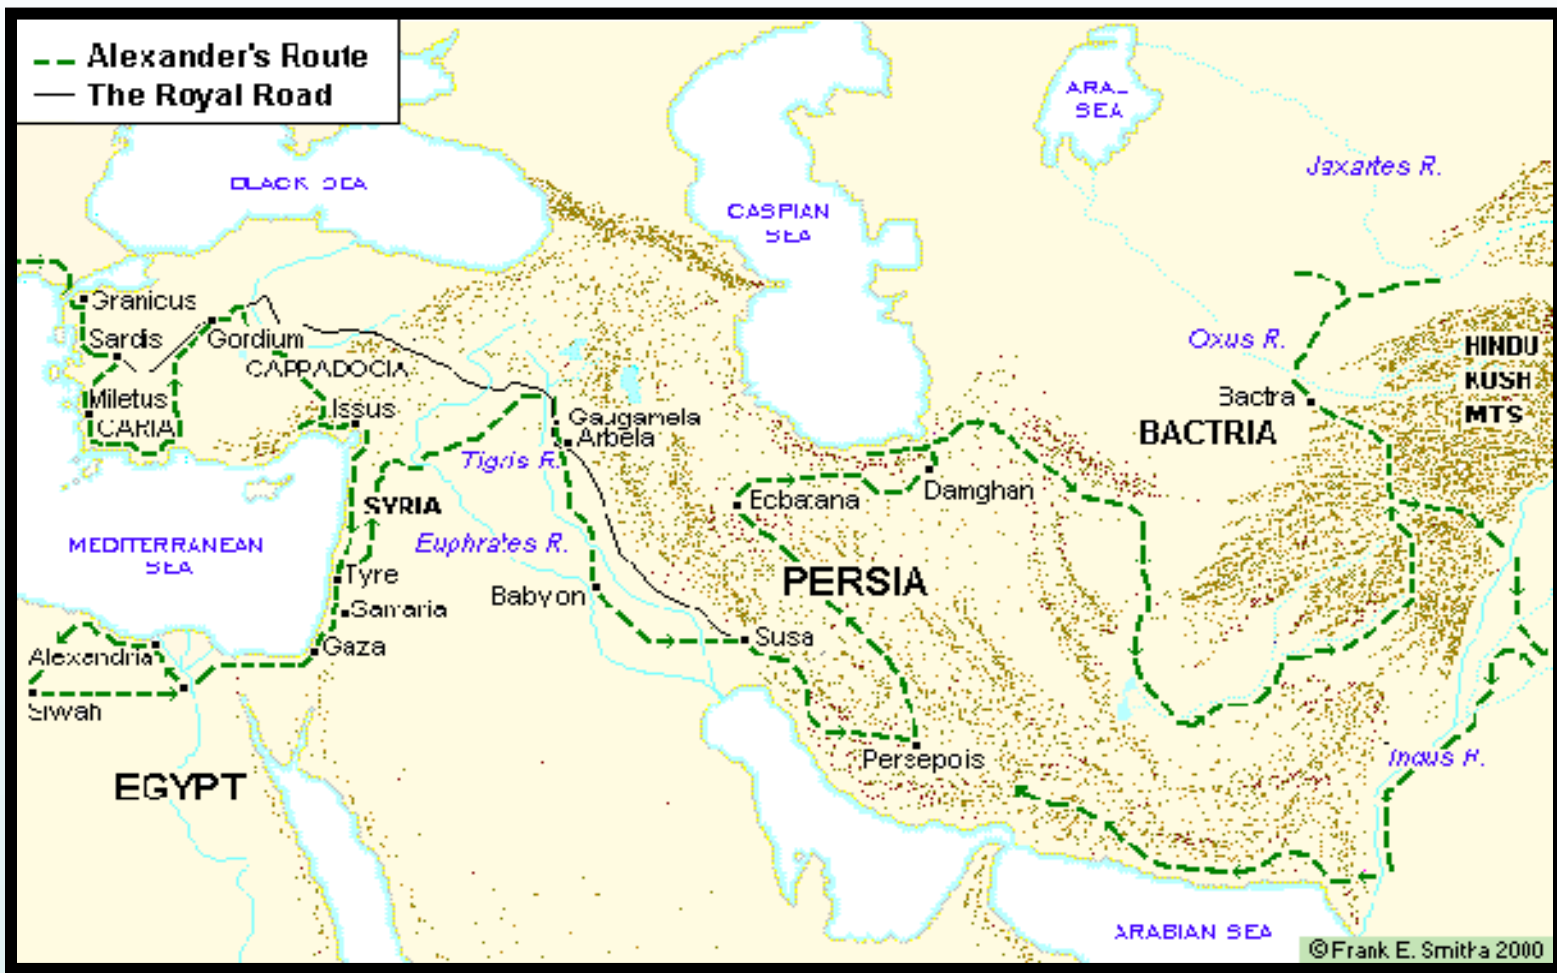 Alexander's Route
The Royal Road
BLACK SEA
CASPIAN
SEA
ARAL
SEA
Jaxartes R.
Granicus
Sardis
Gordium
CAPPADOCIA
Oxus R.
HINDU
KUSH
MTS
Miletus
CARIA
Issus
Gaugamela
Arbela
Bactra
BACTRIA
Tigris R.
SYRIA
Ecbatana
Damghan
MEDITERRANEAN
SEA
Euphrates R.
Tyre
Samaria
Babylon
PERSIA
Susa
Gaza
Alexandria
Siwah
Persepolis
EGYPT
Indus R.
ARABIAN SEA
©Frank E. Smitha 2000